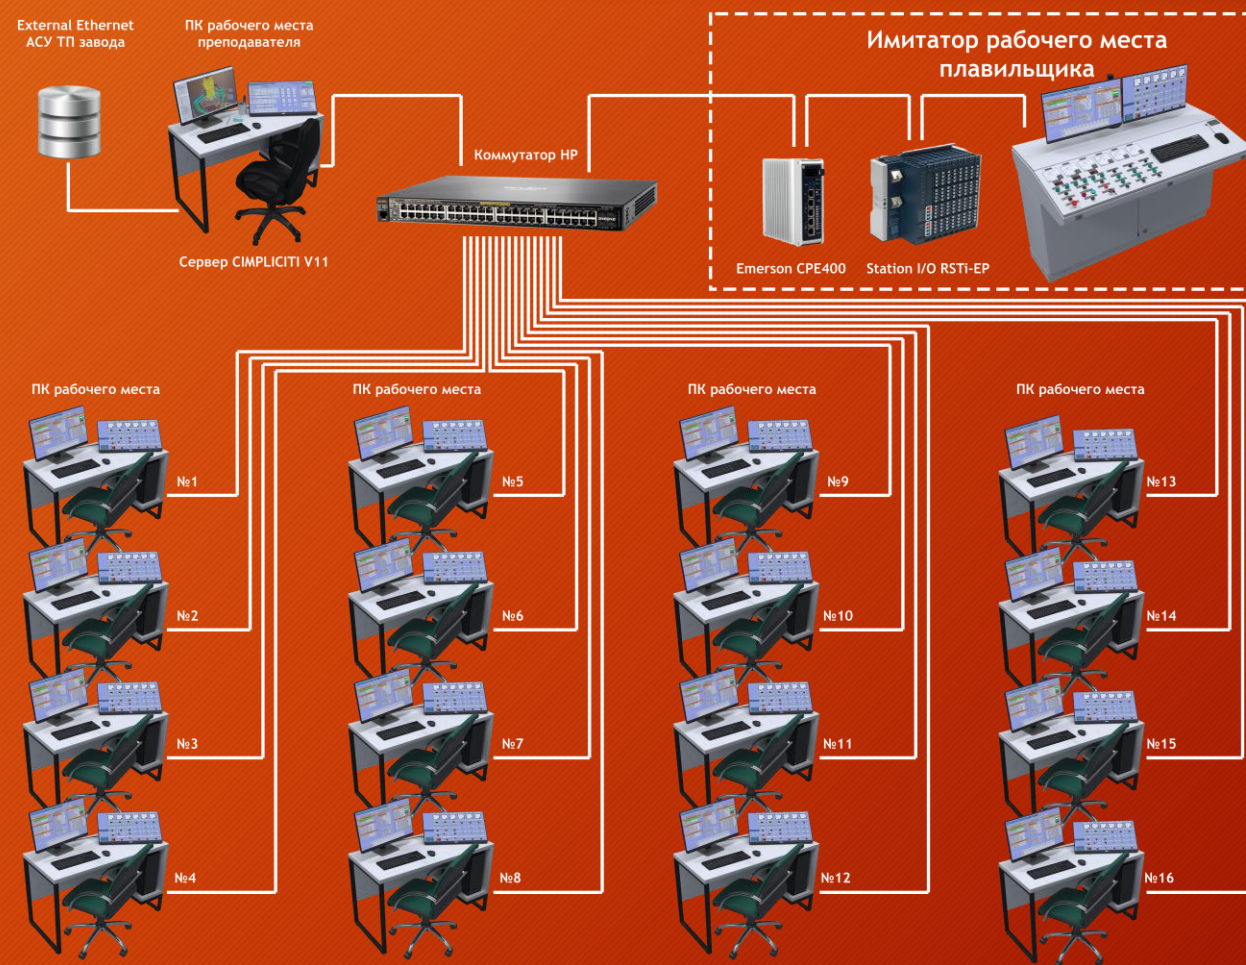 External Ethernet
АСУ ТП завода
ПК рабочего места
преподавателя
Имитатор рабочего места
плавильщика
Коммутатор HP
Сервер CIMPLICITI V11
Emerson CPE400
Station I/O RSTi-EP
ПК рабочего места
ПК рабочего места
ПК рабочего места
ПК рабочего места
№1
№5
№9
№13
№2
№6
№10
№14
№3
№7
№11
№15
№4
№8
№12
№16